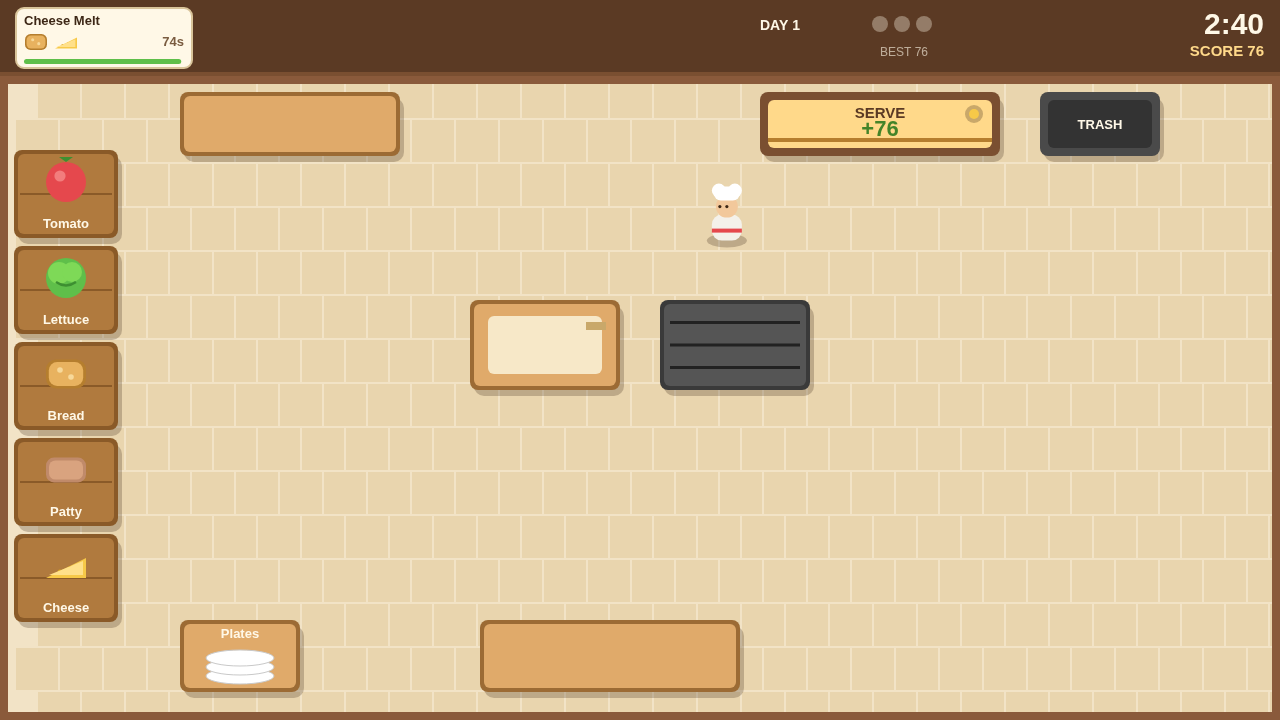 Cheese Melt
74s
DAY 1
BEST 76
2:40
SCORE 76
SERVE
+76
TRASH
Tomato
Lettuce
Bread
Patty
Cheese
Plates